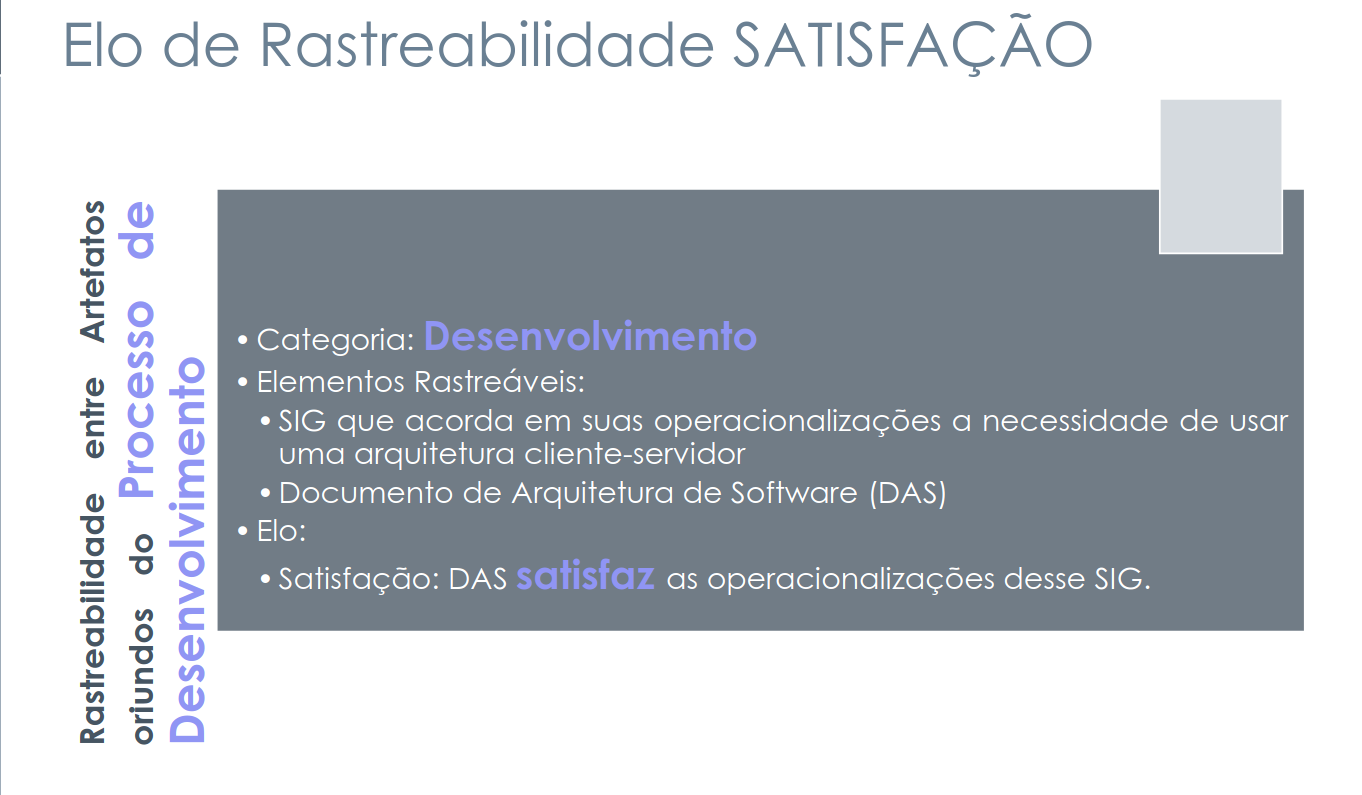 Elo de Rastreabilidade SATISFAÇÃO
Rastreabilidade entre Artefatos
oriundos do Processo de
Desenvolvimento
• Categoria: Desenvolvimento
• Elementos Rastreáveis:
• SIG que acorda em suas operacionalizações a necessidade de usar
uma arquitetura cliente-servidor
• Documento de Arquitetura de Software (DAS)
• Elo:
• Satisfação: DAS satisfaz as operacionalizações desse SIG.